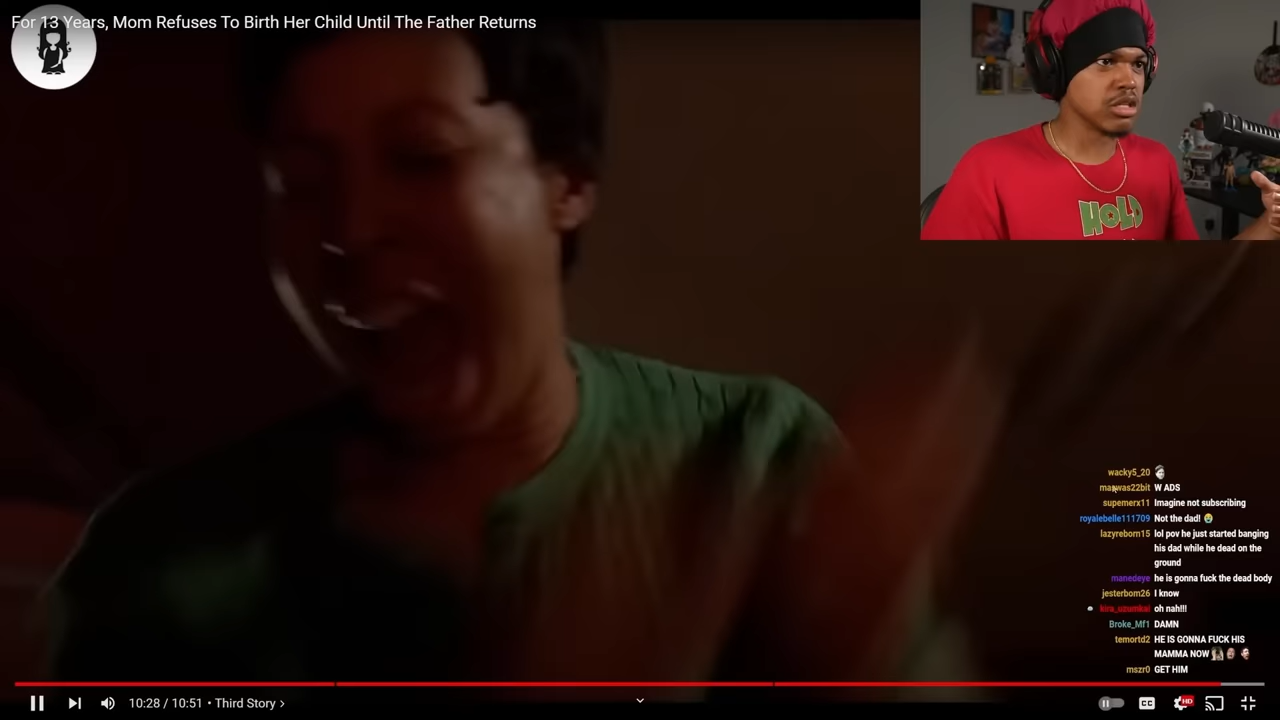 For 13 Years, Mom Refuses To Birth Her Child Until The Father Returns
HOLD
wacky5_20
W ADS
supemerx11 Imagine not subscribing
royalebelle111709 Not the dad! 😭
lazyreborn15 lol pov he just started banging
his dad while he dead on the
ground
manedeye he is gonna fuck the dead body
jesterbom26 I know
kira_uzumkai oh nah!!!
Broke_Mf1 DAMN
temortd2 HE IS GONNA FUCK HIS
MAMMA NOW
mszr0 GET HIM
10:28 / 10:51 • Third Story >
CC
HD